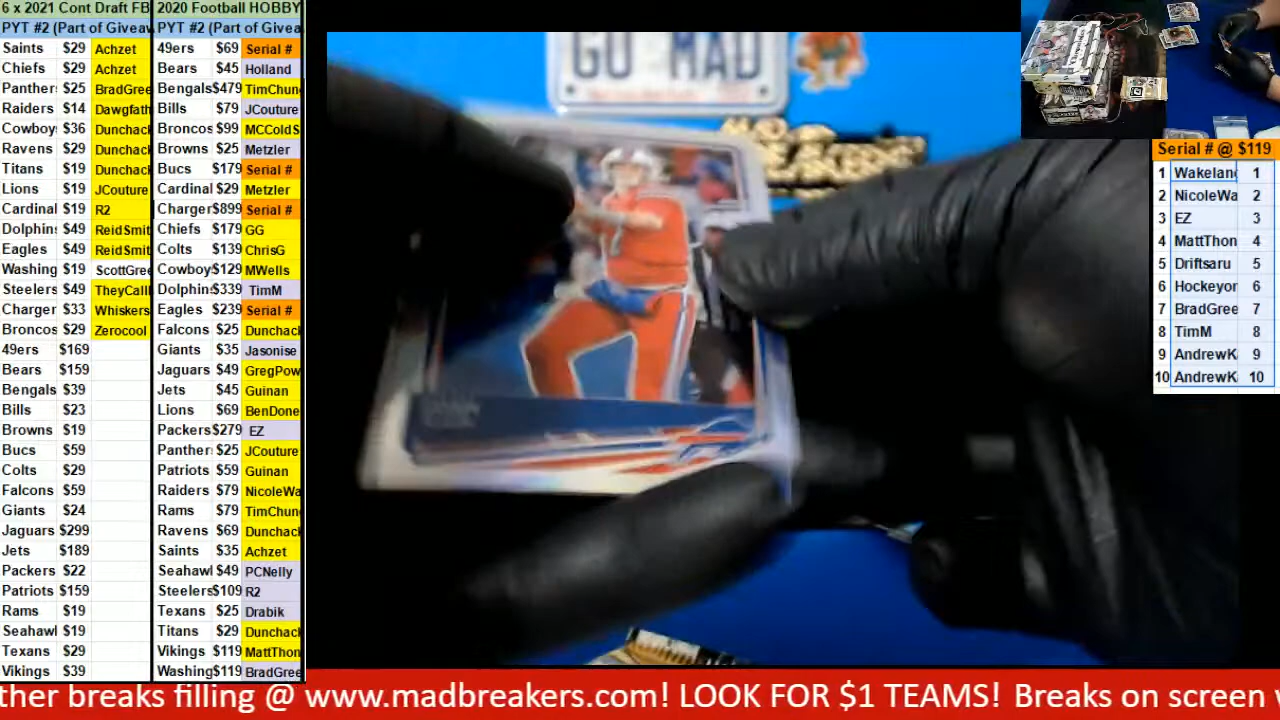 6 x 2021 Cont Draft FB
PYT #2 (Part of Giveaw
Saints $29 Achzet
Chiefs $29 Achzet
Panther $25 BradGree
Raiders $14 Dawgfath
Cowboy $36 Dunchack
Ravens $29 Dunchack
Titans $19 Dunchack
Lions $19 JCouture
Cardinal $19 R2
Dolphins $49 ReidSmit
Eagles $49 ReidSmit
Washing $19 ScottGree
Steelers $49 TheyCall
Charger $33 Whiskers
Broncos $29 Zerocool
49ers $169
Bears $159
Bengals $39
Bills $23
Browns $19
Bucs $59
Colts $29
Falcons $59
Giants $24
Jaguars $299
Jets $189
Packers $22
Patriots $159
Rams $19
Seahawl $19
Texans $29
Vikings $39
2020 Football HOBBY
PYT #2 (Part of Givea
49ers $69 Serial #
Bears $45 Holland
Bengals $479 TimChun
Bills $79 JCouture
Broncos $99 MCColdS
Browns $25 Metzler
Bucs $179 Serial #
Cardinal $29 Metzler
Charger $899 Serial #
Chiefs $179 GG
Colts $139 ChrisG
Cowboy $129 MWells
Dolphin $339 TimM
Eagles $239 Serial #
Falcons $25 Dunchack
Giants $35 Jasonise
Jaguars $49 GregPow
Jets $45 Guinan
Lions $69 BenDone
Packers $279 EZ
Panther $25 JCouture
Patriots $59 Guinan
Raiders $79 NicoleWa
Rams $79 TimChun
Ravens $69 Dunchack
Saints $35 Achzet
Seahawl $49 PCNelly
Steelers $109 R2
Texans $25 Drabik
Titans $29 Dunchack
Vikings $119 MattThon
Washing $119 BradGree
GO MAD
Serial # @ $119
1 Wakelanc 1
2 NicoleWa 2
3 EZ 3
4 MattThon 4
5 Driftsaru 5
6 Hockeyor 6
7 BradGree 7
8 TimM 8
9 AndrewK 9
10 AndrewK 10
ther breaks filling @ www.madbreakers.com! LOOK FOR $1 TEAMS! Breaks on screen